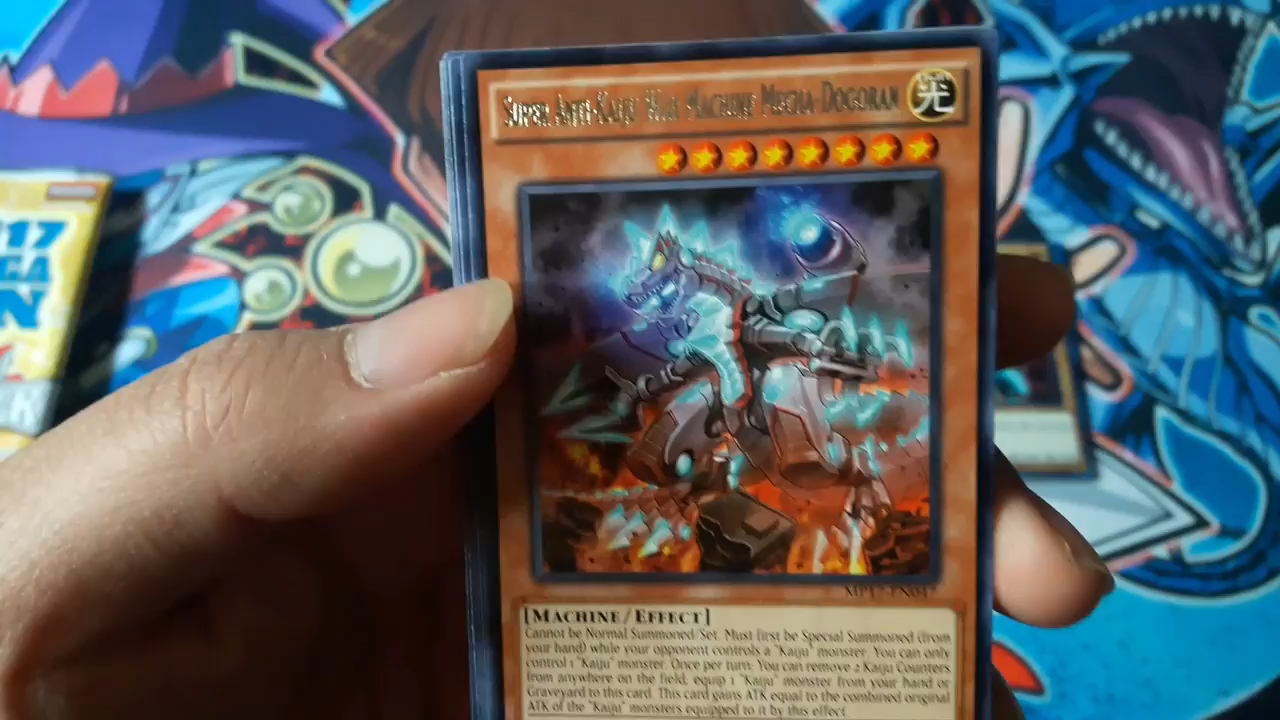 SUPER ANTI-KAIJU WAR MACHINE MECHA-DOGORAN
光
17
GA
N
K
MP17-EN047
[MACHINE/EFFECT]
Cannot be Normal Summoned/Set. Must first be Special Summoned (from
your hand) while your opponent controls a "Kaiju" monster. You can only
control 1 "Kaiju" monster. Once per turn: You can remove 2 Kaiju Counters
from anywhere on the field; equip 1 "Kaiju" monster from your hand or
Graveyard to this card. This card gains ATK equal to the combined original
ATK of the "Kaiju" monsters equipped to it by this effect.